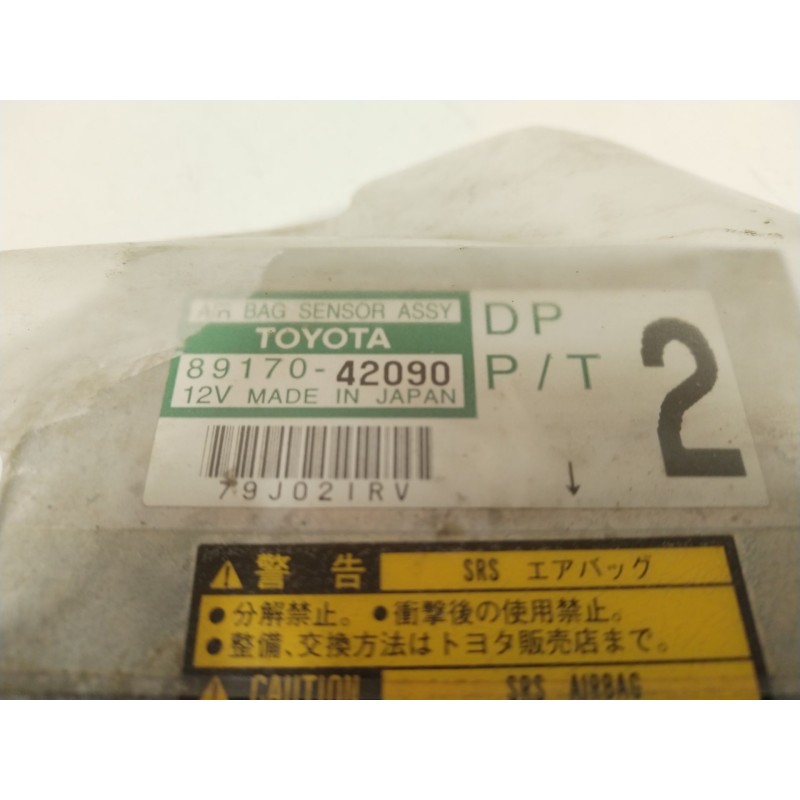 AIR BAG SENSOR ASSY
TOYOTA
89170-42090
12V MADE IN JAPAN
DP
P/T
2
79J021RV
警告 SRS エアバッグ
●分解禁止。 ●衝撃後の使用禁止。
●整備、交換方法はトヨタ販売店まで。
CAUTION SRS AIRBAG